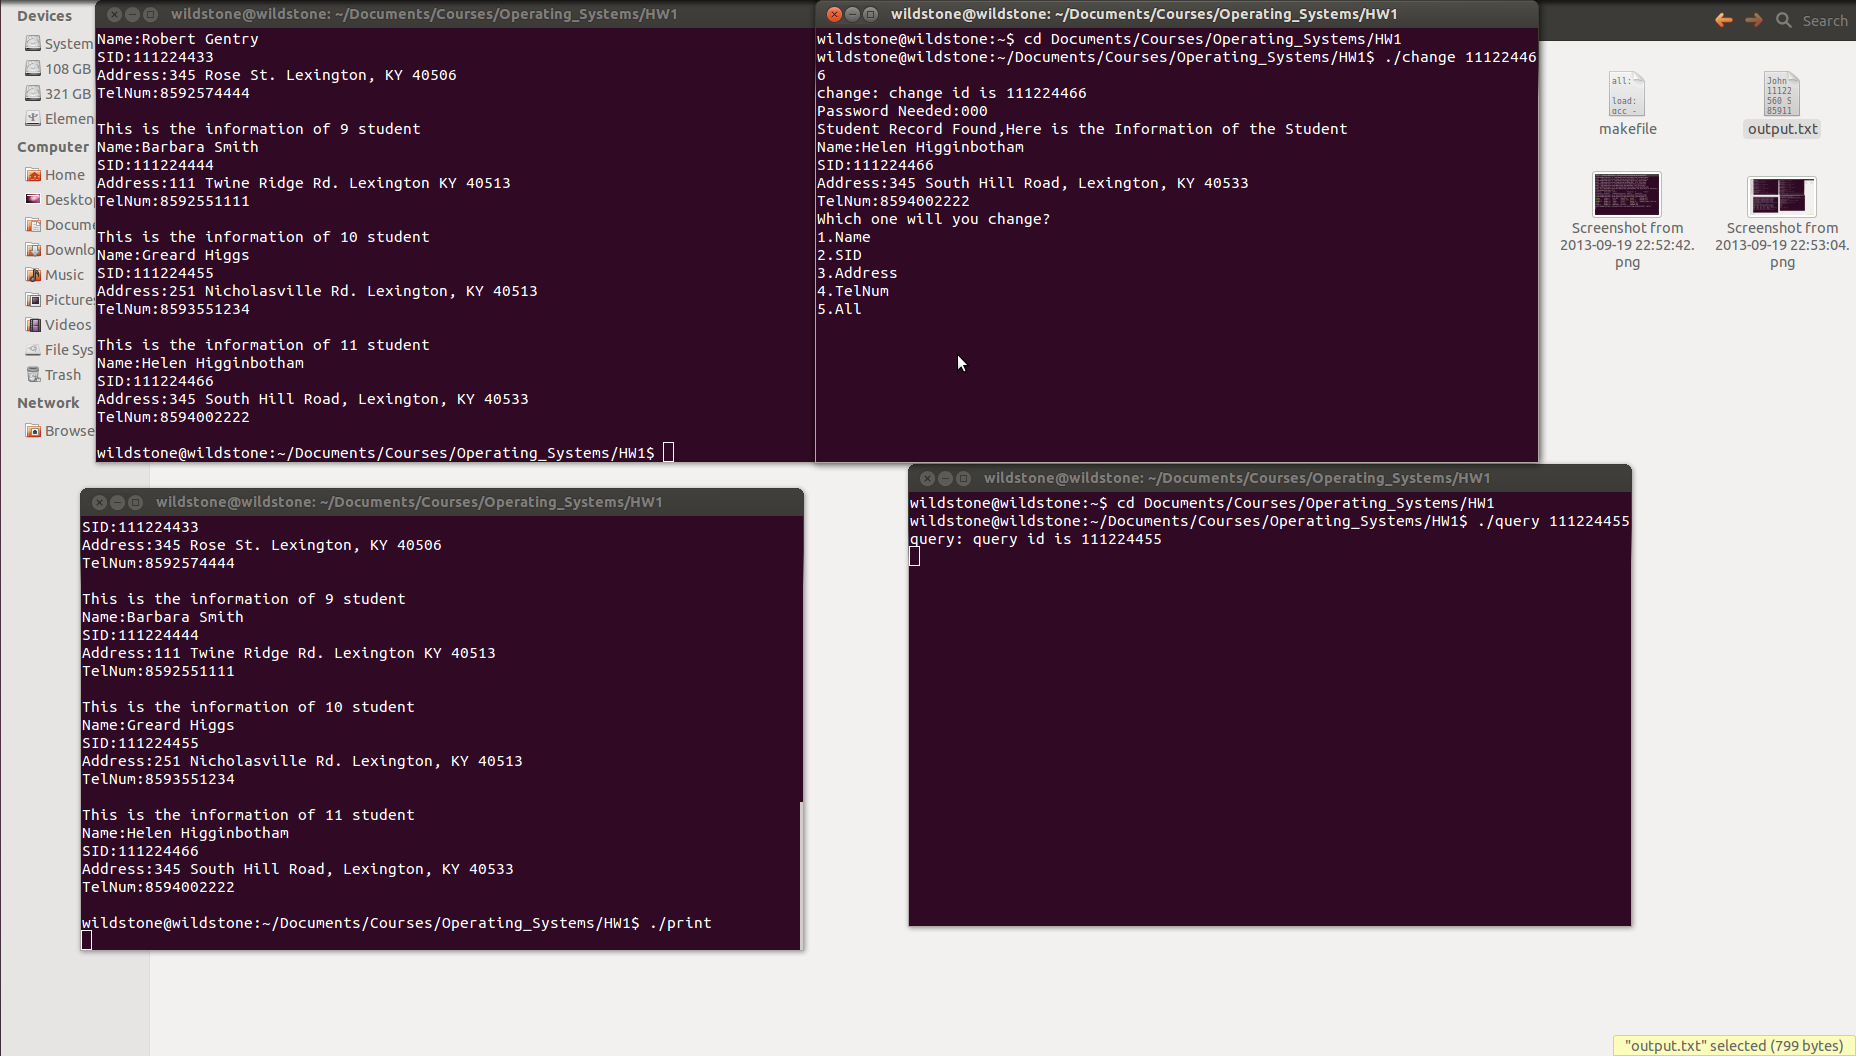 Devices
System
108 GB
321 GB
Elemen
Computer
Home
Deskto
Docume
Downlo
Music
Picture
Videos
File Sys
Trash
Network
Browse
wildstone@wildstone: ~/Documents/Courses/Operating_Systems/HW1
Name:Robert Gentry
SID:111224433
Address:345 Rose St. Lexington, KY 40506
TelNum:8592574444
This is the information of 9 student
Name:Barbara Smith
SID:111224444
Address:111 Twine Ridge Rd. Lexington KY 40513
TelNum:8592551111
This is the information of 10 student
Name:Greard Higgs
SID:111224455
Address:251 Nicholasville Rd. Lexington, KY 40513
TelNum:8593551234
This is the information of 11 student
Name:Helen Higginbotham
SID:111224466
Address:345 South Hill Road, Lexington, KY 40533
TelNum:8594002222
wildstone@wildstone:~/Documents/Courses/Operating_Systems/HW1$
wildstone@wildstone: ~/Documents/Courses/Operating_Systems/HW1
wildstone@wildstone:~$ cd Documents/Courses/Operating_Systems/HW1
wildstone@wildstone:~/Documents/Courses/Operating_Systems/HW1$ ./change 11122446
6
change: change id is 111224466
Password Needed:000
Student Record Found,Here is the Information of the Student
Name:Helen Higginbotham
SID:111224466
Address:345 South Hill Road, Lexington, KY 40533
TelNum:8594002222
Which one will you change?
1.Name
2.SID
3.Address
4.TelNum
5.All
Search
all:
load:
gcc -
makefile
John
11122
560 S
85911
output.txt
Screenshot from
2013-09-19 22:52:42.
png
Screenshot from
2013-09-19 22:53:04.
png
wildstone@wildstone: ~/Documents/Courses/Operating_Systems/HW1
SID:111224433
Address:345 Rose St. Lexington, KY 40506
TelNum:8592574444
This is the information of 9 student
Name:Barbara Smith
SID:111224444
Address:111 Twine Ridge Rd. Lexington KY 40513
TelNum:8592551111
This is the information of 10 student
Name:Greard Higgs
SID:111224455
Address:251 Nicholasville Rd. Lexington, KY 40513
TelNum:8593551234
This is the information of 11 student
Name:Helen Higginbotham
SID:111224466
Address:345 South Hill Road, Lexington, KY 40533
TelNum:8594002222
wildstone@wildstone:~/Documents/Courses/Operating_Systems/HW1$ ./print
wildstone@wildstone: ~/Documents/Courses/Operating_Systems/HW1
wildstone@wildstone:~$ cd Documents/Courses/Operating_Systems/HW1
wildstone@wildstone:~/Documents/Courses/Operating_Systems/HW1$ ./query 111224455
query: query id is 111224455
"output.txt" selected (799 bytes)